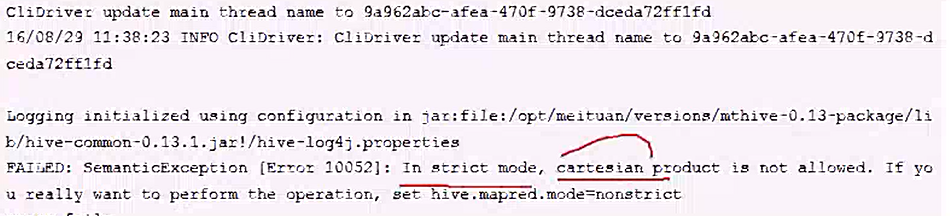 CliDriver update main thread name to 9a962abc-afea-470f-9738-dceda72ff1fd
16/08/29 11:38:23 INFO CliDriver: CliDriver update main thread name to 9a962abc-afea-470f-9738-d
ceda72ff1fd
Logging initialized using configuration in jar:file:/opt/meituan/versions/mthive-0.13-package/li
b/hive-common-0.13.1.jar!/hive-log4j.properties
FAILED: SemanticException [Error 10052]: In strict mode, cartesian product is not allowed. If yo
u really want to perform the operation, set hive.mapred.mode=nonstrict